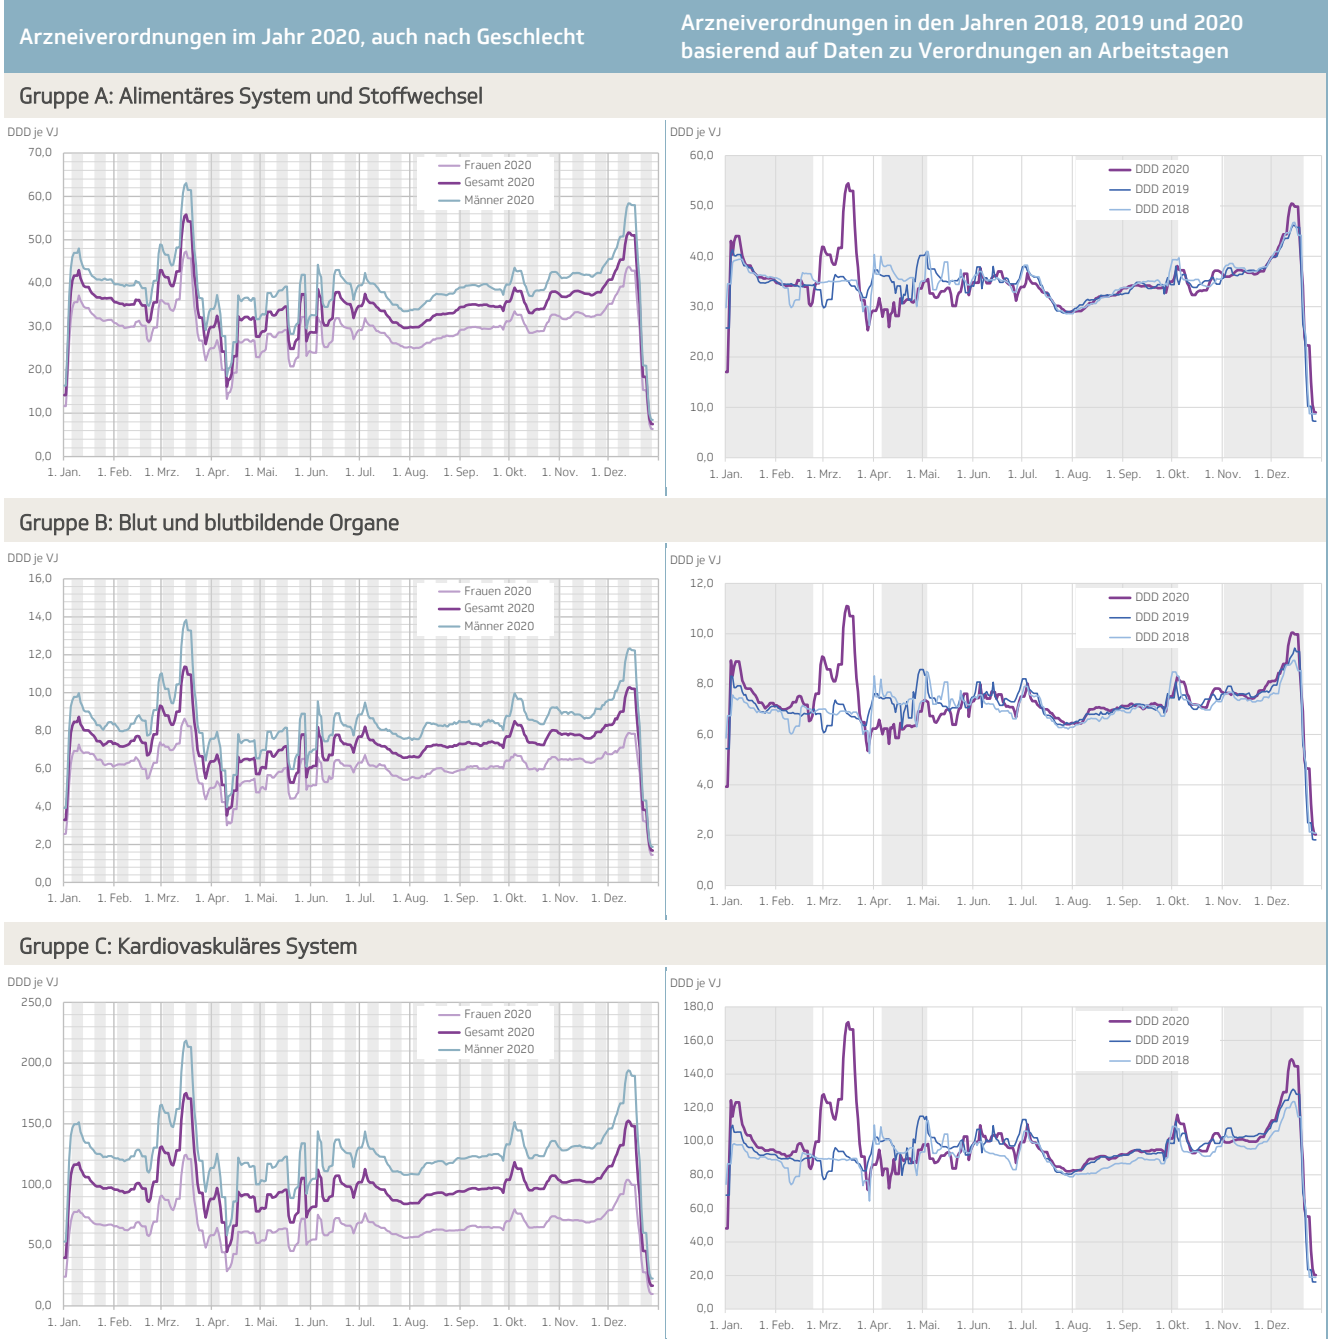 Arzneiverordnungen im Jahr 2020, auch nach Geschlecht
Arzneiverordnungen in den Jahren 2018, 2019 und 2020
basierend auf Daten zu Verordnungen an Arbeitstagen
Gruppe A: Alimentäres System und Stoffwechsel
DDD je VJ
70,0
60,0
50,0
40,0
30,0
20,0
10,0
0,0
Frauen 2020
Gesamt 2020
Männer 2020
1. Jan. 1. Feb. 1. Mrz. 1. Apr. 1. Mai. 1. Jun. 1. Jul. 1. Aug. 1. Sep. 1. Okt. 1. Nov. 1. Dez.
DDD je VJ
60,0
50,0
40,0
30,0
20,0
10,0
0,0
DDD 2020
DDD 2019
DDD 2018
1. Jan. 1. Feb. 1. Mrz. 1. Apr. 1. Mai. 1. Jun. 1. Jul. 1. Aug. 1. Sep. 1. Okt. 1. Nov. 1. Dez.
Gruppe B: Blut und blutbildende Organe
DDD je VJ
16,0
14,0
12,0
10,0
8,0
6,0
4,0
2,0
0,0
Frauen 2020
Gesamt 2020
Männer 2020
1. Jan. 1. Feb. 1. Mrz. 1. Apr. 1. Mai. 1. Jun. 1. Jul. 1. Aug. 1. Sep. 1. Okt. 1. Nov. 1. Dez.
DDD je VJ
12,0
10,0
8,0
6,0
4,0
2,0
0,0
DDD 2020
DDD 2019
DDD 2018
1. Jan. 1. Feb. 1. Mrz. 1. Apr. 1. Mai. 1. Jun. 1. Jul. 1. Aug. 1. Sep. 1. Okt. 1. Nov. 1. Dez.
Gruppe C: Kardiovaskuläres System
DDD je VJ
250,0
200,0
150,0
100,0
50,0
0,0
Frauen 2020
Gesamt 2020
Männer 2020
1. Jan. 1. Feb. 1. Mrz. 1. Apr. 1. Mai. 1. Jun. 1. Jul. 1. Aug. 1. Sep. 1. Okt. 1. Nov. 1. Dez.
DDD je VJ
180,0
160,0
140,0
120,0
100,0
80,0
60,0
40,0
20,0
0,0
DDD 2020
DDD 2019
DDD 2018
1. Jan. 1. Feb. 1. Mrz. 1. Apr. 1. Mai. 1. Jun. 1. Jul. 1. Aug. 1. Sep. 1. Okt. 1. Nov. 1. Dez.